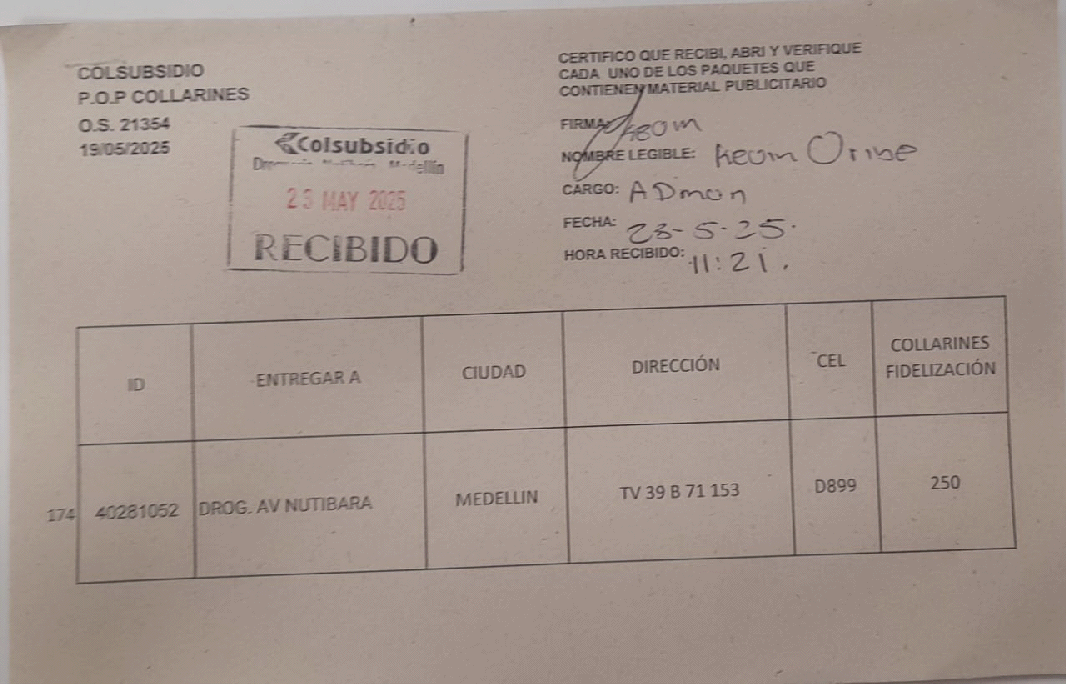 COLSUBSIDIO
P.O.P COLLARINES
O.S. 21354
19/05/2025
Colsubsidio
Medellín
MAY 2025
RECIBIDO
CERTIFICO QUE RECIBI, ABRI Y VERIFIQUE
CADA UNO DE LOS PAQUETES QUE
CONTIENEN MATERIAL PUBLICITARIO
FIRMA:
NOMBRE LEGIBLE:
CARGO: ADmon
FECHA: 23-5-25.
HORA RECIBIDO: 11:21.
ID
ENTREGAR A
CIUDAD
DIRECCIÓN
CEL
COLLARINES
FIDELIZACIÓN
174 40281052 DROG. AV NUTIBARA MEDELLIN TV 39 B 71 153 D899 250